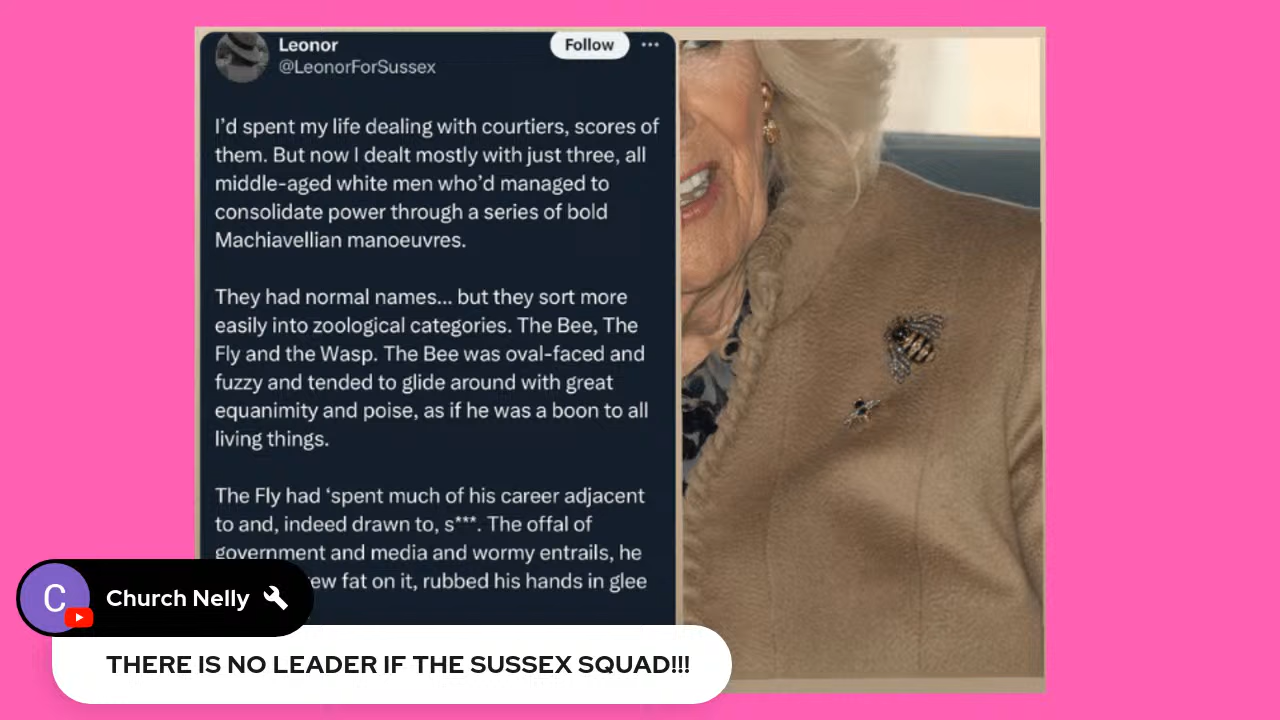 Leonor
Follow
@LeonorForSussex
I'd spent my life dealing with courtiers, scores of
them. But now I dealt mostly with just three, all
middle-aged white men who'd managed to
consolidate power through a series of bold
Machiavellian manoeuvres.
They had normal names... but they sort more
easily into zoological categories. The Bee, The
Fly and the Wasp. The Bee was oval-faced and
fuzzy and tended to glide around with great
equanimity and poise, as if he was a boon to all
living things.
The Fly had ‘spent much of his career adjacent
to and, indeed drawn to, s***. The offal of
government and media and wormy entrails, he
fat on it, rubbed his hands in glee
C
Church Nelly
THERE IS NO LEADER IF THE SUSSEX SQUAD!!!